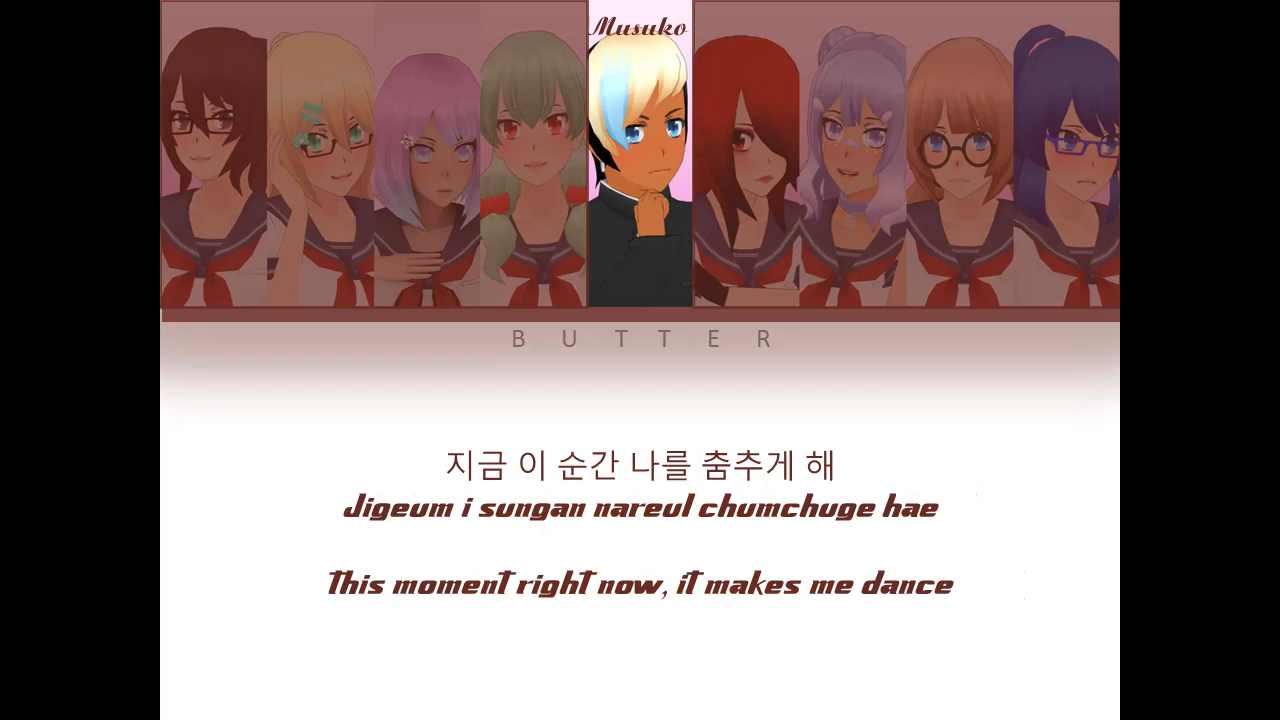 Musuko
BUTTER
지금 이 순간 나를 춤추게 해
Jigeum i sungan nareul chumchuge hae
This moment right now, it makes me dance